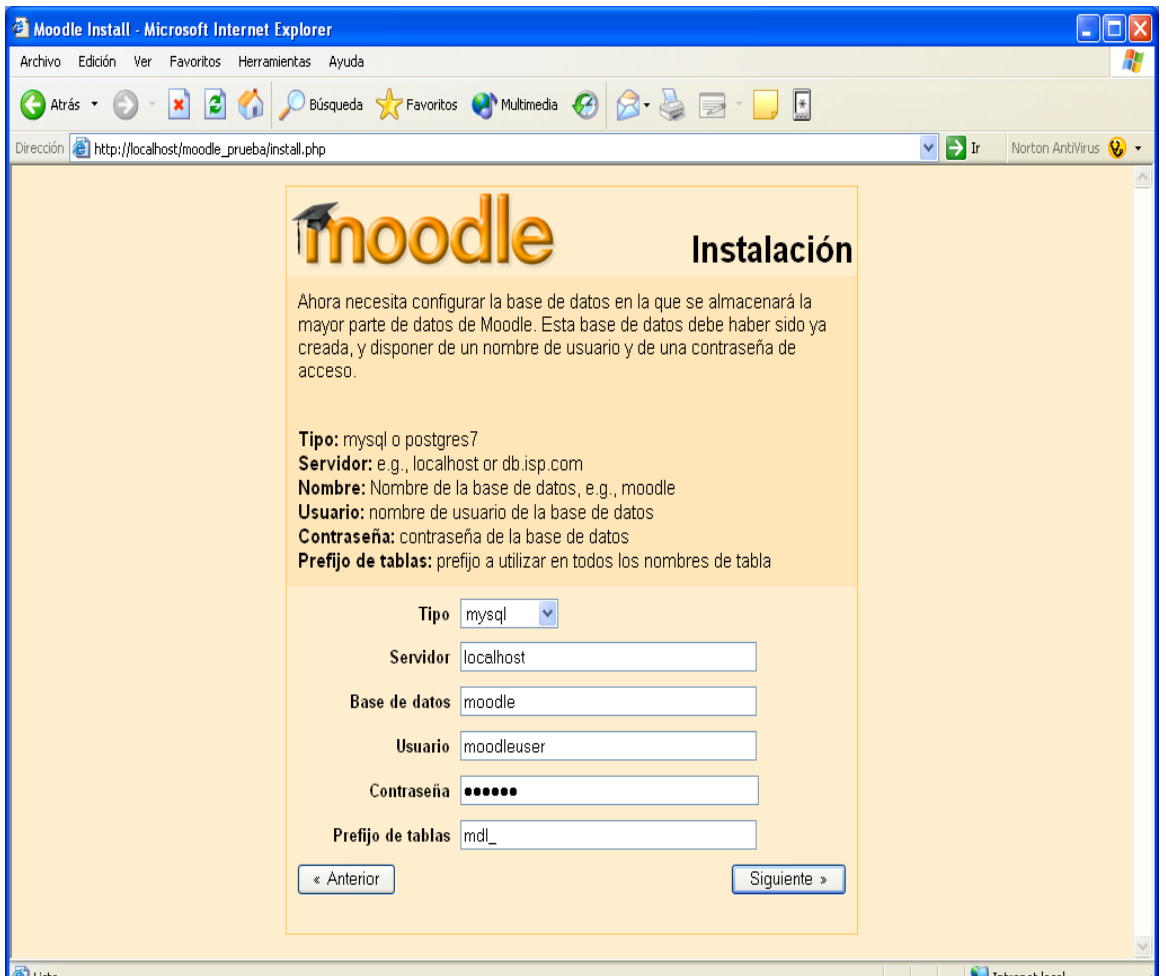 Moodle Install - Microsoft Internet Explorer
Archivo Edición Ver Favoritos Herramientas Ayuda
Atrás Búsqueda Favoritos Multimedia
Dirección http://localhost/moodle_prueba/install.php Ir Norton AntiVirus
moodle
Instalación
Ahora necesita configurar la base de datos en la que se almacenará la
mayor parte de datos de Moodle. Esta base de datos debe haber sido ya
creada, y disponer de un nombre de usuario y de una contraseña de
acceso.
Tipo: mysql o postgres7
Servidor: e.g., localhost or db.isp.com
Nombre: Nombre de la base de datos, e.g., moodle
Usuario: nombre de usuario de la base de datos
Contraseña: contraseña de la base de datos
Prefijo de tablas: prefijo a utilizar en todos los nombres de tabla
Tipo mysql
Servidor localhost
Base de datos moodle
Usuario moodleuser
Contraseña ●●●●●●
Prefijo de tablas mdl_
« Anterior Siguiente »
Listo Intranet local